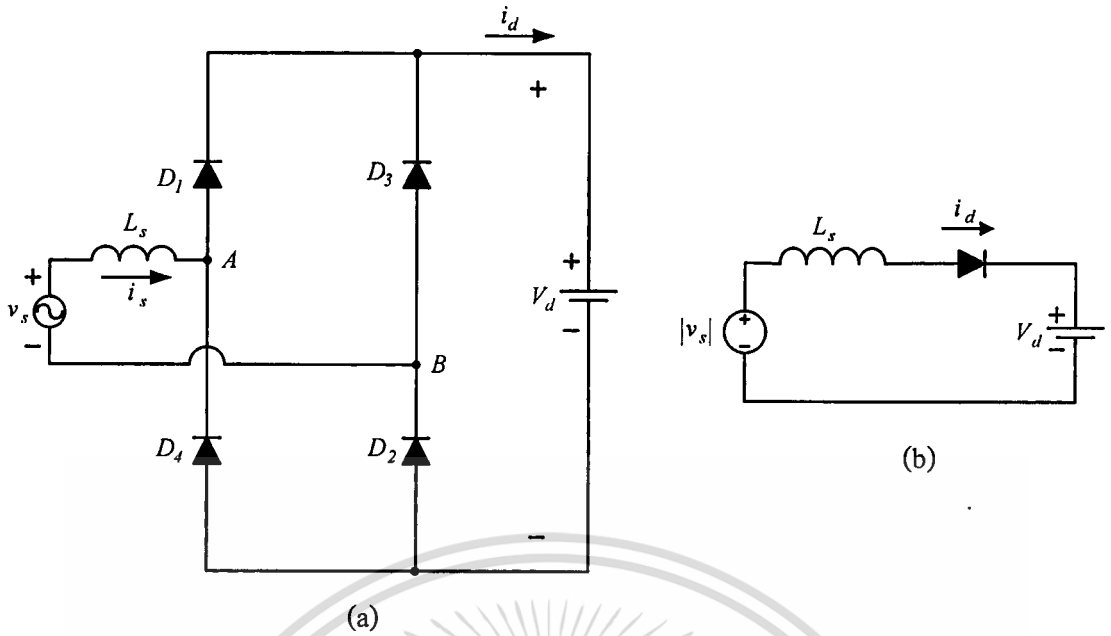 i_d
+
D_1
D_3
L_s
A
+
i_s
v_s
−
+
V_d
−
B
D_4
D_2
−
(a)
L_s
i_d
|v_s|
+
-
+
V_d
−
(b)